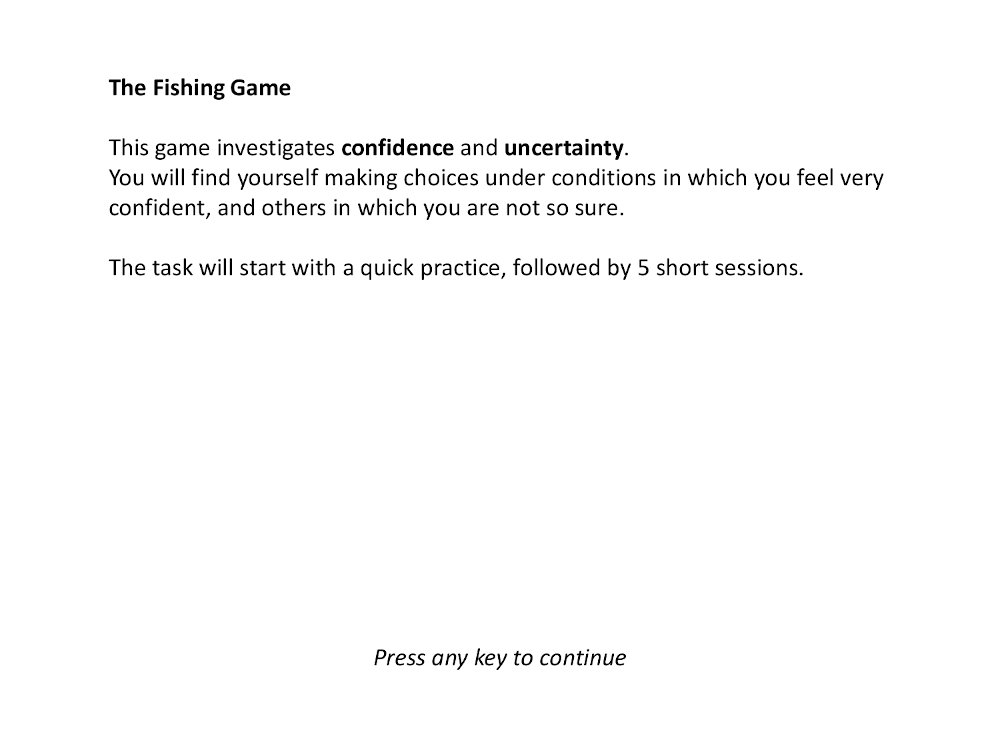 The Fishing Game
This game investigates confidence and uncertainty.
You will find yourself making choices under conditions in which you feel very
confident, and others in which you are not so sure.
The task will start with a quick practice, followed by 5 short sessions.
Press any key to continue